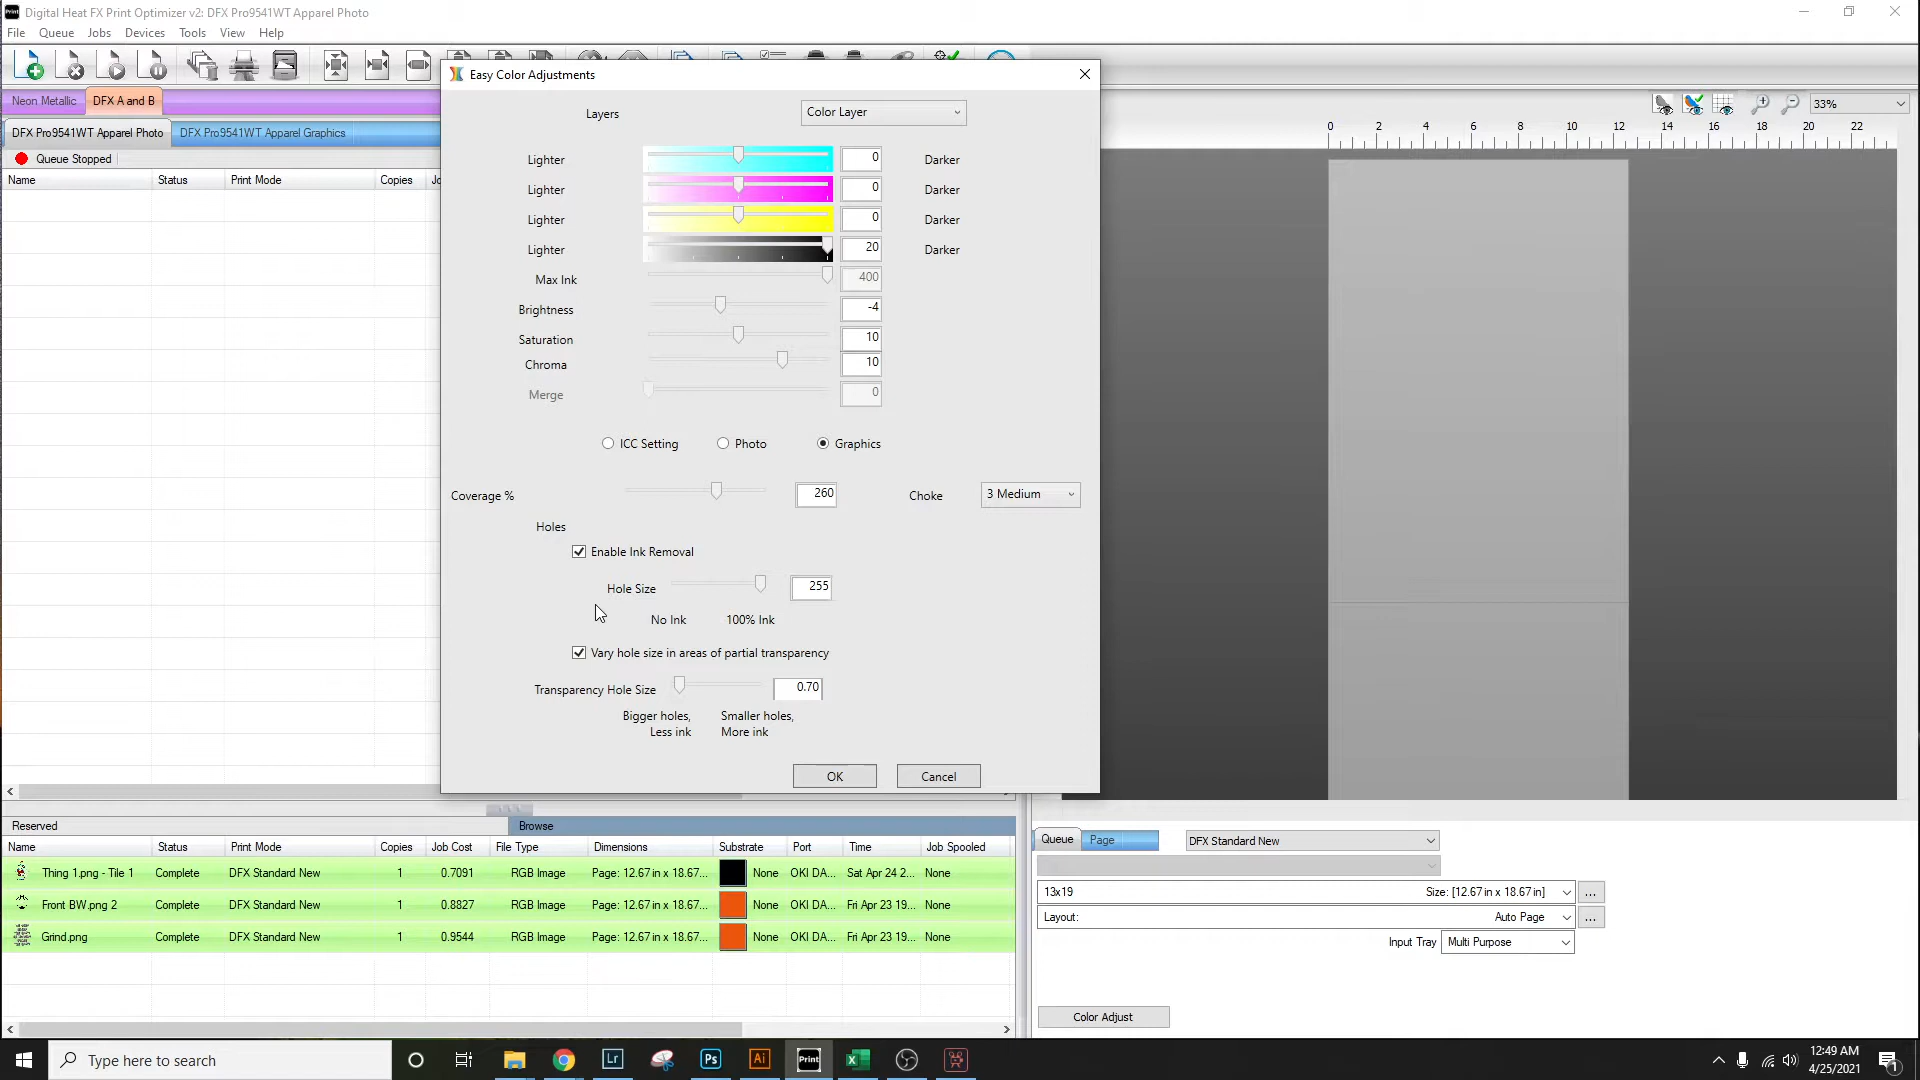 Print Digital Heat FX Print Optimizer v2: DFX Pro9541WT Apparel Photo
File Queue Jobs Devices Tools View Help
Easy Color Adjustments
Neon Metallic DFX A and B
DFX Pro9541WT Apparel Photo DFX Pro9541WT Apparel Graphics
Queue Stopped
Name Status Print Mode Copies
33%
0 2 4 6 8 10 12 14 16 18 20 22
Layers Color Layer
Lighter 0 Darker
Lighter 0 Darker
Lighter 0 Darker
Lighter 20 Darker
Max Ink 400
Brightness -4
Saturation 10
Chroma 10
Merge 0
ICC Setting Photo Graphics
Coverage % 260 Choke 3 Medium
Holes
Enable Ink Removal
Hole Size 255
No Ink 100% Ink
Vary hole size in areas of partial transparency
Transparency Hole Size 0.70
Bigger holes, Smaller holes,
Less ink More ink
OK Cancel
Reserved Browse
Name Status Print Mode Copies Job Cost File Type Dimensions Substrate Port Time Job Spooled
Thing 1.png - Tile 1 Complete DFX Standard New 1 0.7091 RGB Image Page: 12.67 in x 18.67... None OKI DA... Sat Apr 24 2... None
Front BW.png 2 Complete DFX Standard New 1 0.8827 RGB Image Page: 12.67 in x 18.67... None OKI DA... Fri Apr 23 19... None
Grind.png Complete DFX Standard New 1 0.9544 RGB Image Page: 12.67 in x 18.67... None OKI DA... Fri Apr 23 19... None
Queue Page DFX Standard New
13x19 Size: [12.67 in x 18.67 in] ...
Layout: Auto Page ...
Input Tray Multi Purpose
Color Adjust
Type here to search
Lr Ps Ai Print
12:49 AM
4/25/2021
1